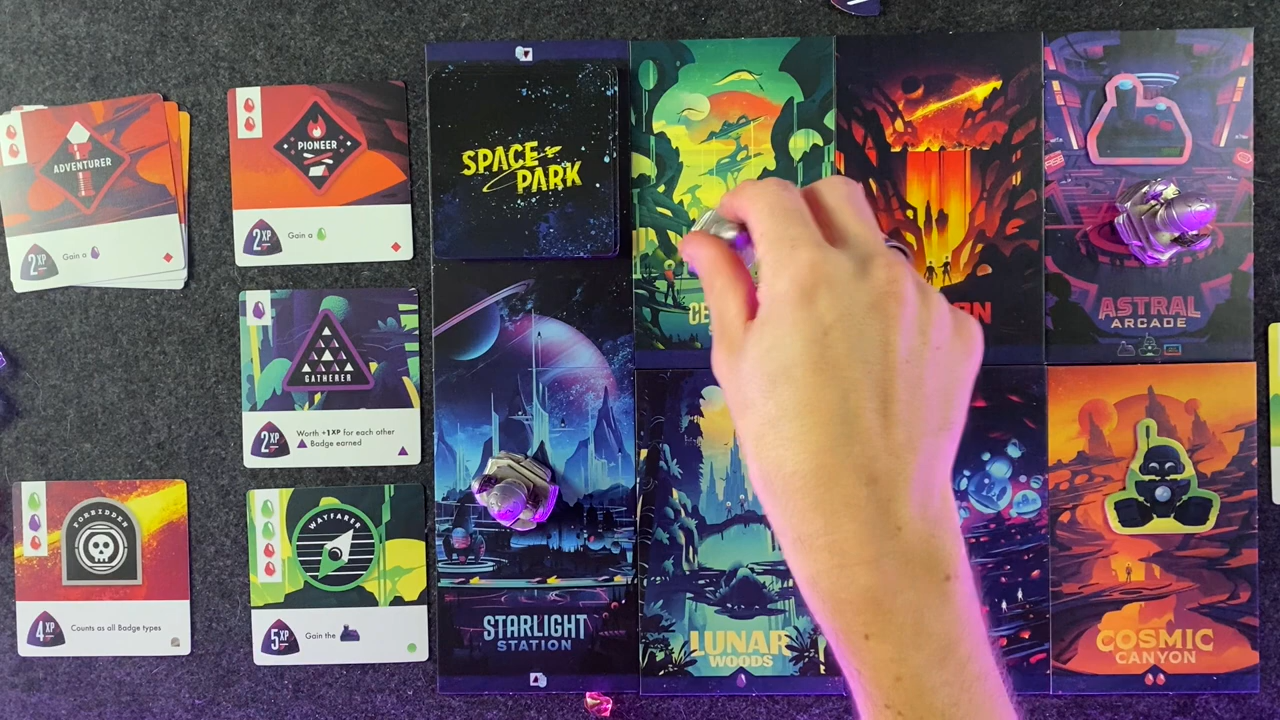 ADVENTURER
2XP
Gain a
PIONEER
2XP
Gain a
GATHERER
2XP
Worth +1XP for each other
Badge earned
FORBIDDEN
4XP
Counts as all Badge types
WAYFARER
5XP
Gain the
SPACE
PARK
STARLIGHT
STATION
LUNAR
WOODS
ASTRAL
ARCADE
COSMIC
CANYON